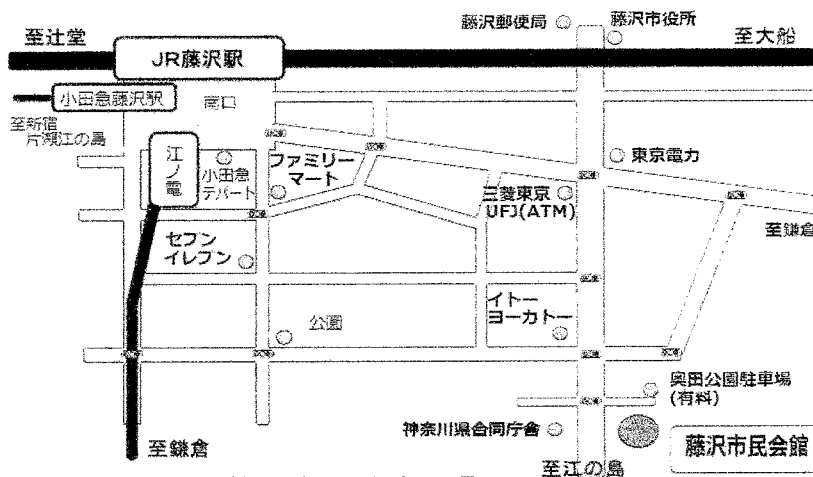 藤沢郵便局
藤沢市役所
至辻堂
JR藤沢駅
至大船
小田急藤沢駅
南口
至新宿
片瀬江の島
江ノ電
小田急
デパート
ファミリー
マート
東京電力
三菱東京
UFJ(ATM)
至鎌倉
セブン
イレブン
イトー
ヨーカトー
公園
奥田公園駐車場
(有料)
神奈川県合同庁舎
藤沢市民会館
至鎌倉
至江の島